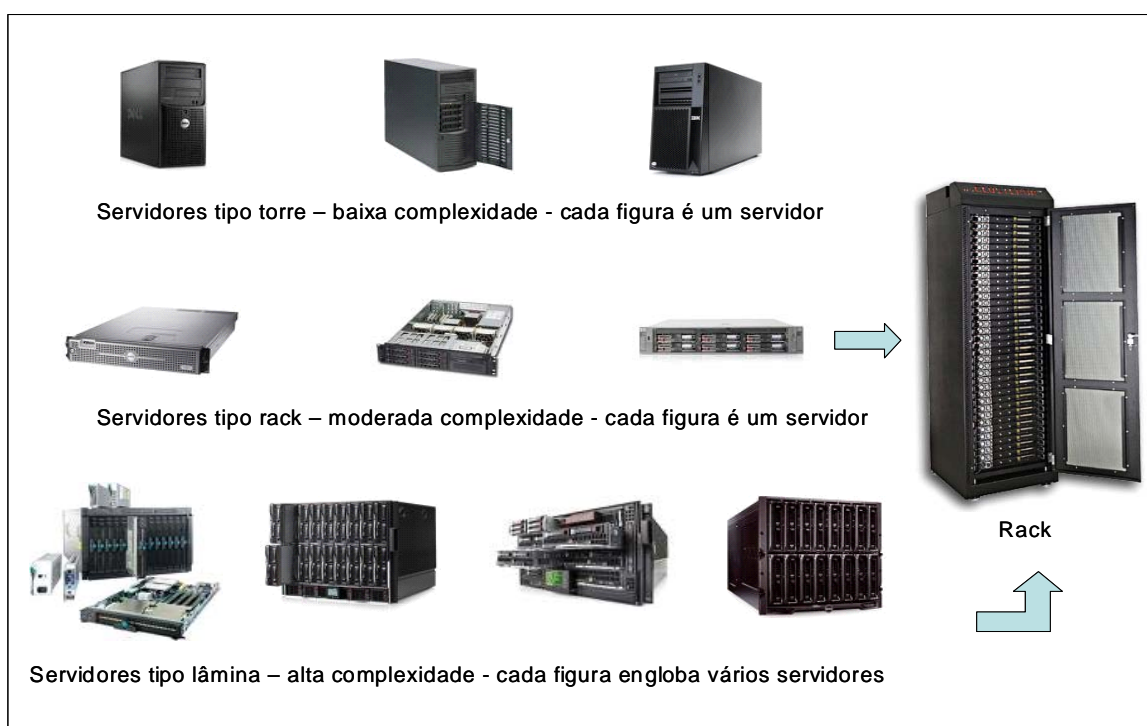 Servidores tipo torre – baixa complexidade - cada figura é um servidor
Servidores tipo rack – moderada complexidade - cada figura é um servidor
Rack
Servidores tipo lâmina – alta complexidade - cada figura engloba vários servidores